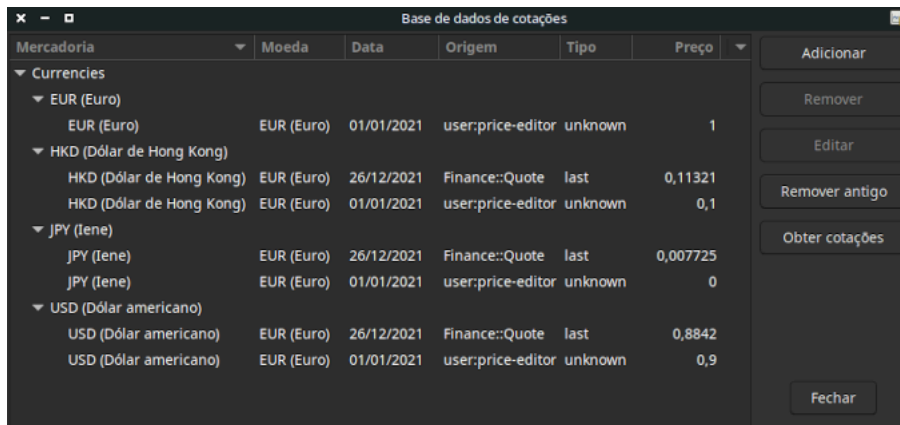 Base de dados de cotações
Mercadoria Moeda Data Origem Tipo Preço
Adicionar
Currencies
EUR (Euro)
Remover
EUR (Euro) EUR (Euro) 01/01/2021 user:price-editor unknown 1
Editar
HKD (Dólar de Hong Kong)
HKD (Dólar de Hong Kong) EUR (Euro) 26/12/2021 Finance::Quote last 0,11321
Remover antigo
HKD (Dólar de Hong Kong) EUR (Euro) 01/01/2021 user:price-editor unknown 0,1
JPY (Iene)
Obter cotações
JPY (Iene) EUR (Euro) 26/12/2021 Finance::Quote last 0,007725
JPY (Iene) EUR (Euro) 01/01/2021 user:price-editor unknown 0
USD (Dólar americano)
USD (Dólar americano) EUR (Euro) 26/12/2021 Finance::Quote last 0,8842
USD (Dólar americano) EUR (Euro) 01/01/2021 user:price-editor unknown 0,9
Fechar